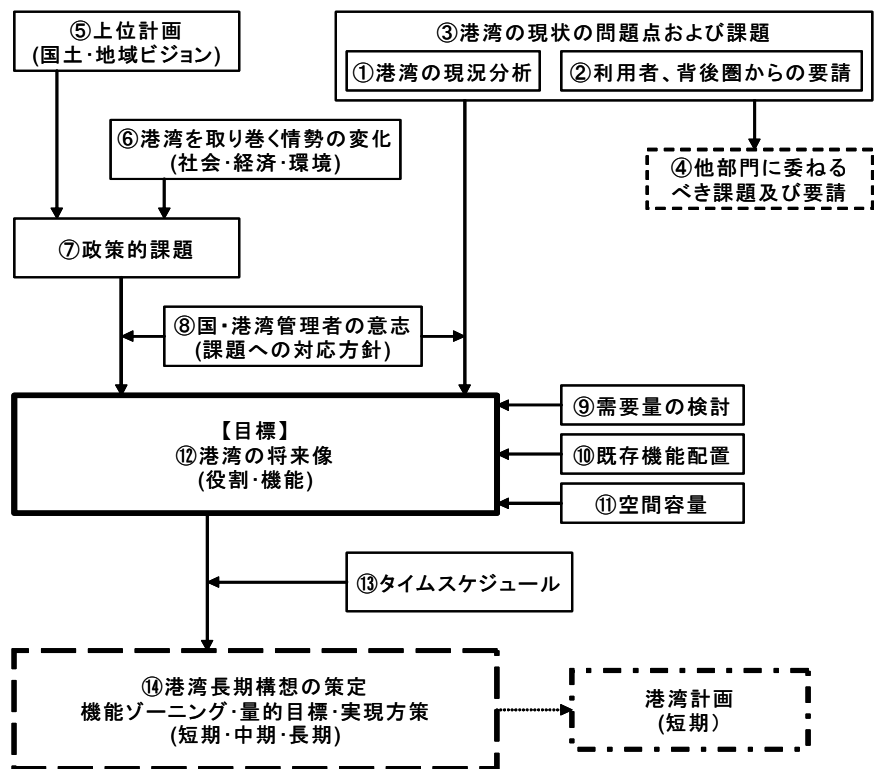 ⑤上位計画
(国土･地域ビジョン)
③港湾の現状の問題点および課題
①港湾の現況分析
②利用者、背後圏からの要請
⑥港湾を取り巻く情勢の変化
(社会･経済･環境)
④他部門に委ねる
べき課題及び要請
⑦政策的課題
⑧国・港湾管理者の意志
(課題への対応方針)
【目標】
⑫港湾の将来像
(役割･機能)
⑨需要量の検討
⑩既存機能配置
⑪空間容量
⑬タイムスケジュール
⑭港湾長期構想の策定
機能ゾーニング･量的目標･実現方策
(短期･中期･長期)
港湾計画
(短期）